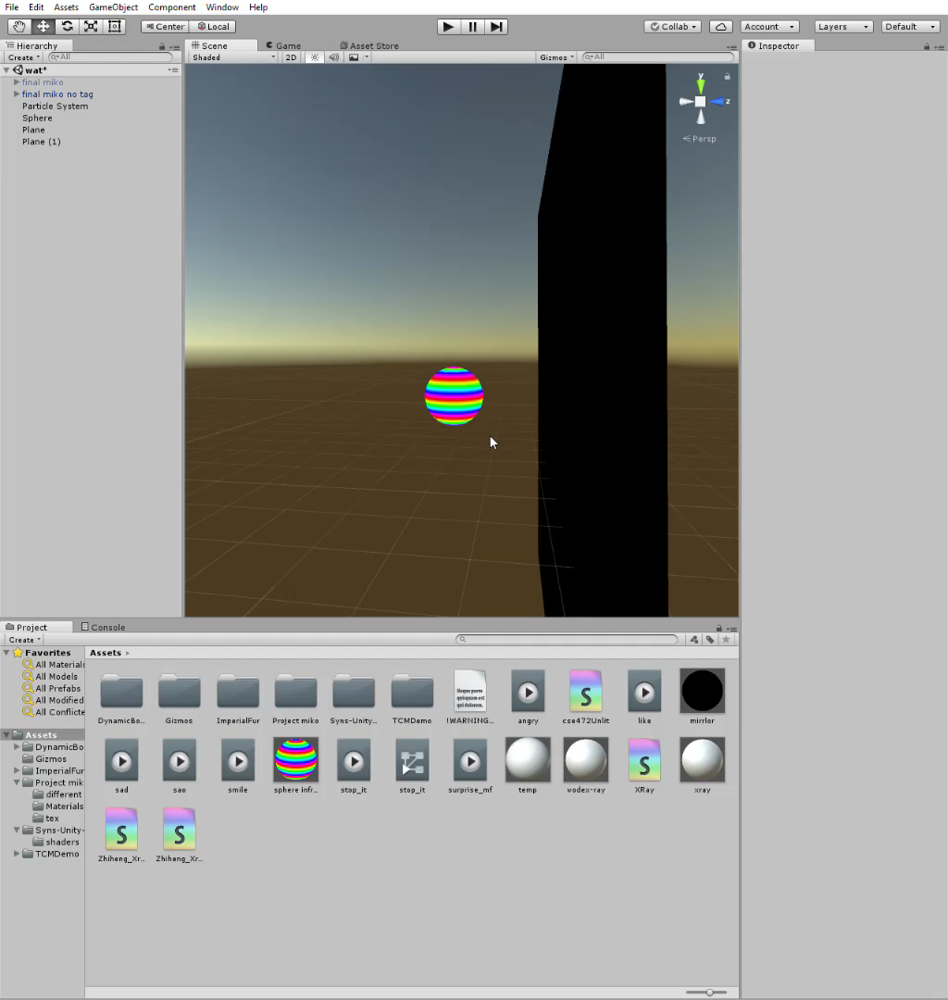 File Edit Assets GameObject Component Window Help
Center Local Collab Account Layers Default
Hierarchy Scene Game Asset Store Inspector
Create All Shaded 2D Gizmos All
wat*
final miko
final miko no tag
Particle System
Sphere
Plane
Plane (1)
y
z
Persp
Project Console
Create
Favorites Assets
All Materials
All Models
All Prefabs
All Modified
All Conflicte
Assets
DynamicBo
Gizmos
ImperialFur
Project mik
different
Materials
tex
Syns-Unity-
shaders
TCMDemo
DynamicBo.. Gizmos ImperialFur Project miko Syns-Unity.. TCMDemo !WARNING.. angry cse472Unlit like mirrlor
sad sao smile sphere infr.. stop_it stop_it surprise_mf temp vodex-ray XRay xray
Zhiheng_Xr.. Zhiheng_Xr..